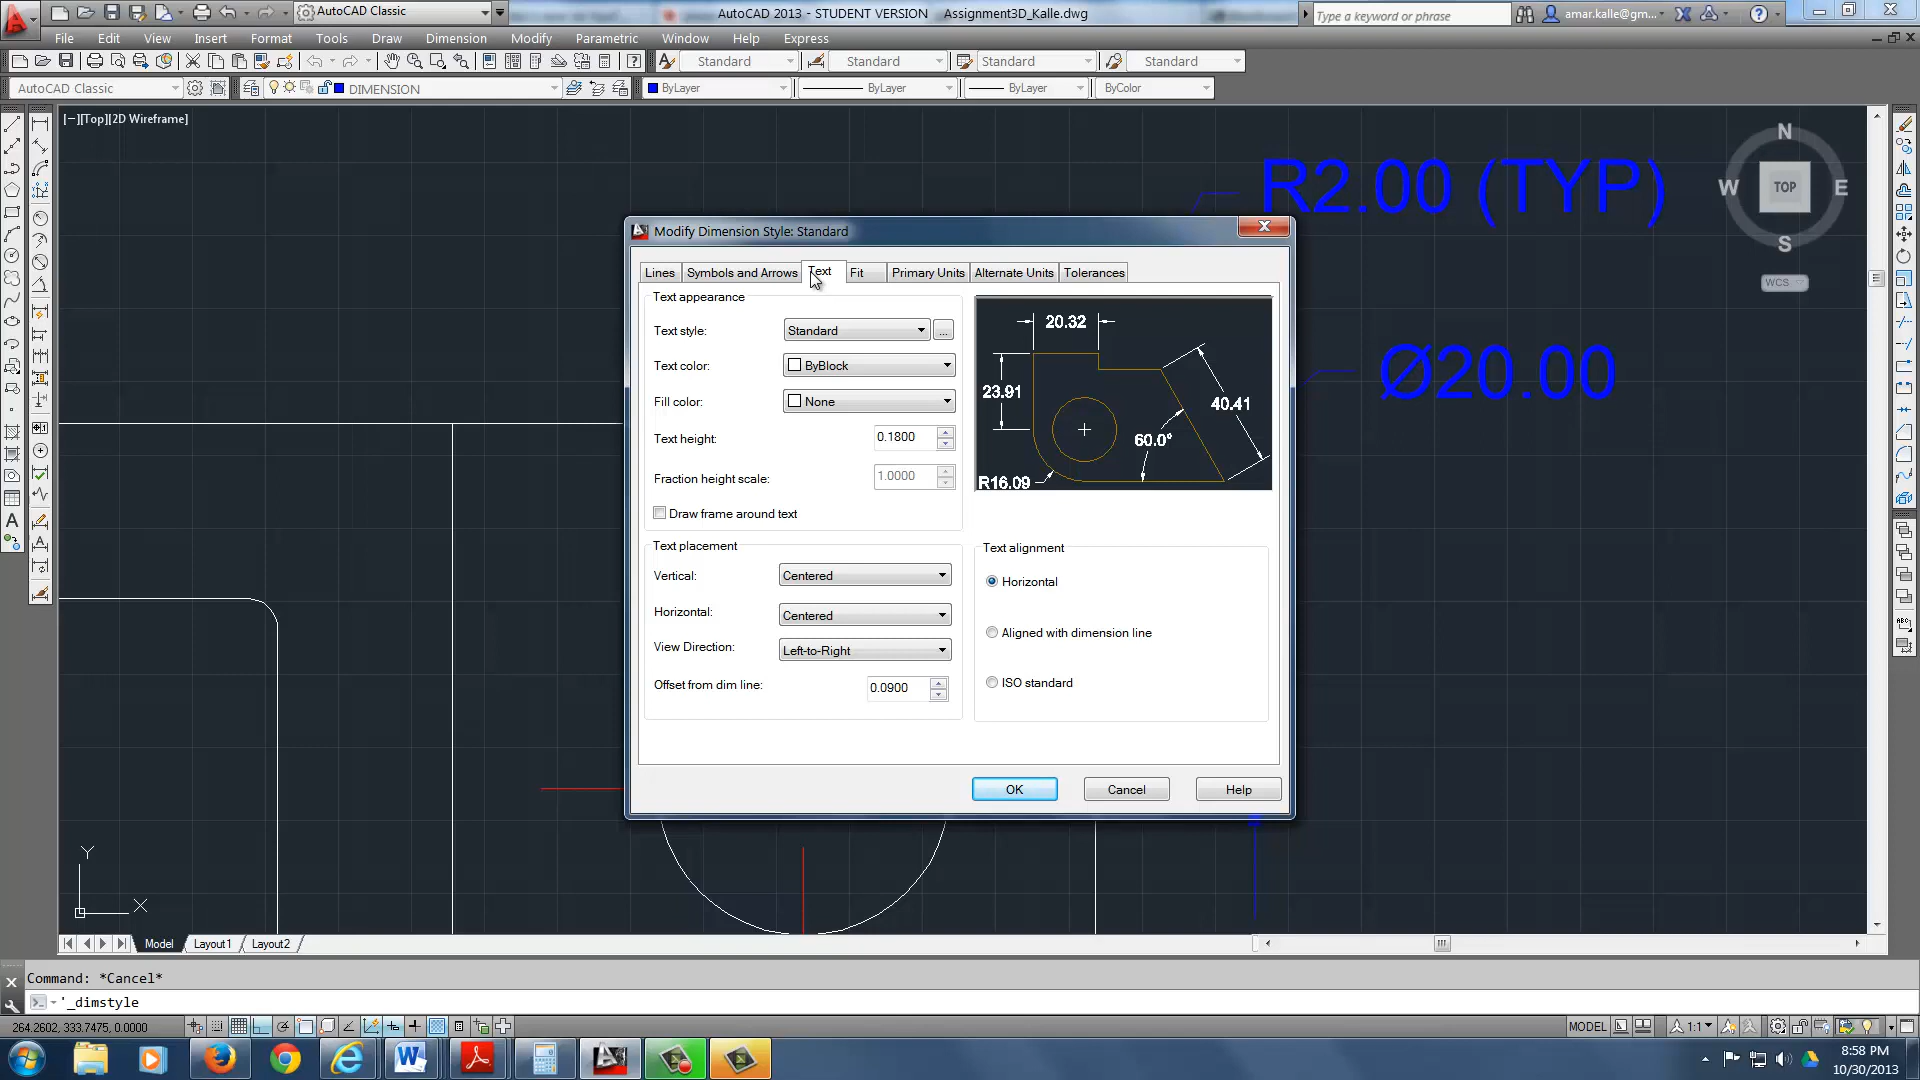 AutoCAD Classic
AutoCAD 2013 - STUDENT VERSION Assignment3D_Kalle.dwg
Type a keyword or phrase
amar.kalle@gm...
File Edit View Insert Format Tools Draw Dimension Modify Parametric Window Help Express
Standard Standard Standard Standard
AutoCAD Classic DIMENSION ByLayer ByLayer ByLayer ByColor
[−][Top][2D Wireframe]
R2.00 (TYP)
N
W TOP E
S
WCS
Ø20.00
Modify Dimension Style: Standard
Lines Symbols and Arrows Text Fit Primary Units Alternate Units Tolerances
Text appearance
Text style: Standard ...
Text color: ByBlock
Fill color: None
Text height: 0.1800
Fraction height scale: 1.0000
Draw frame around text
20.32
23.91
40.41
60.0°
R16.09
Text placement
Vertical: Centered
Horizontal: Centered
View Direction: Left-to-Right
Offset from dim line: 0.0900
Text alignment
Horizontal
Aligned with dimension line
ISO standard
OK Cancel Help
Y
X
Model Layout1 Layout2
Command: *Cancel*
'_dimstyle
264.2602, 333.7475, 0.0000
MODEL 1:1
8:58 PM
10/30/2013